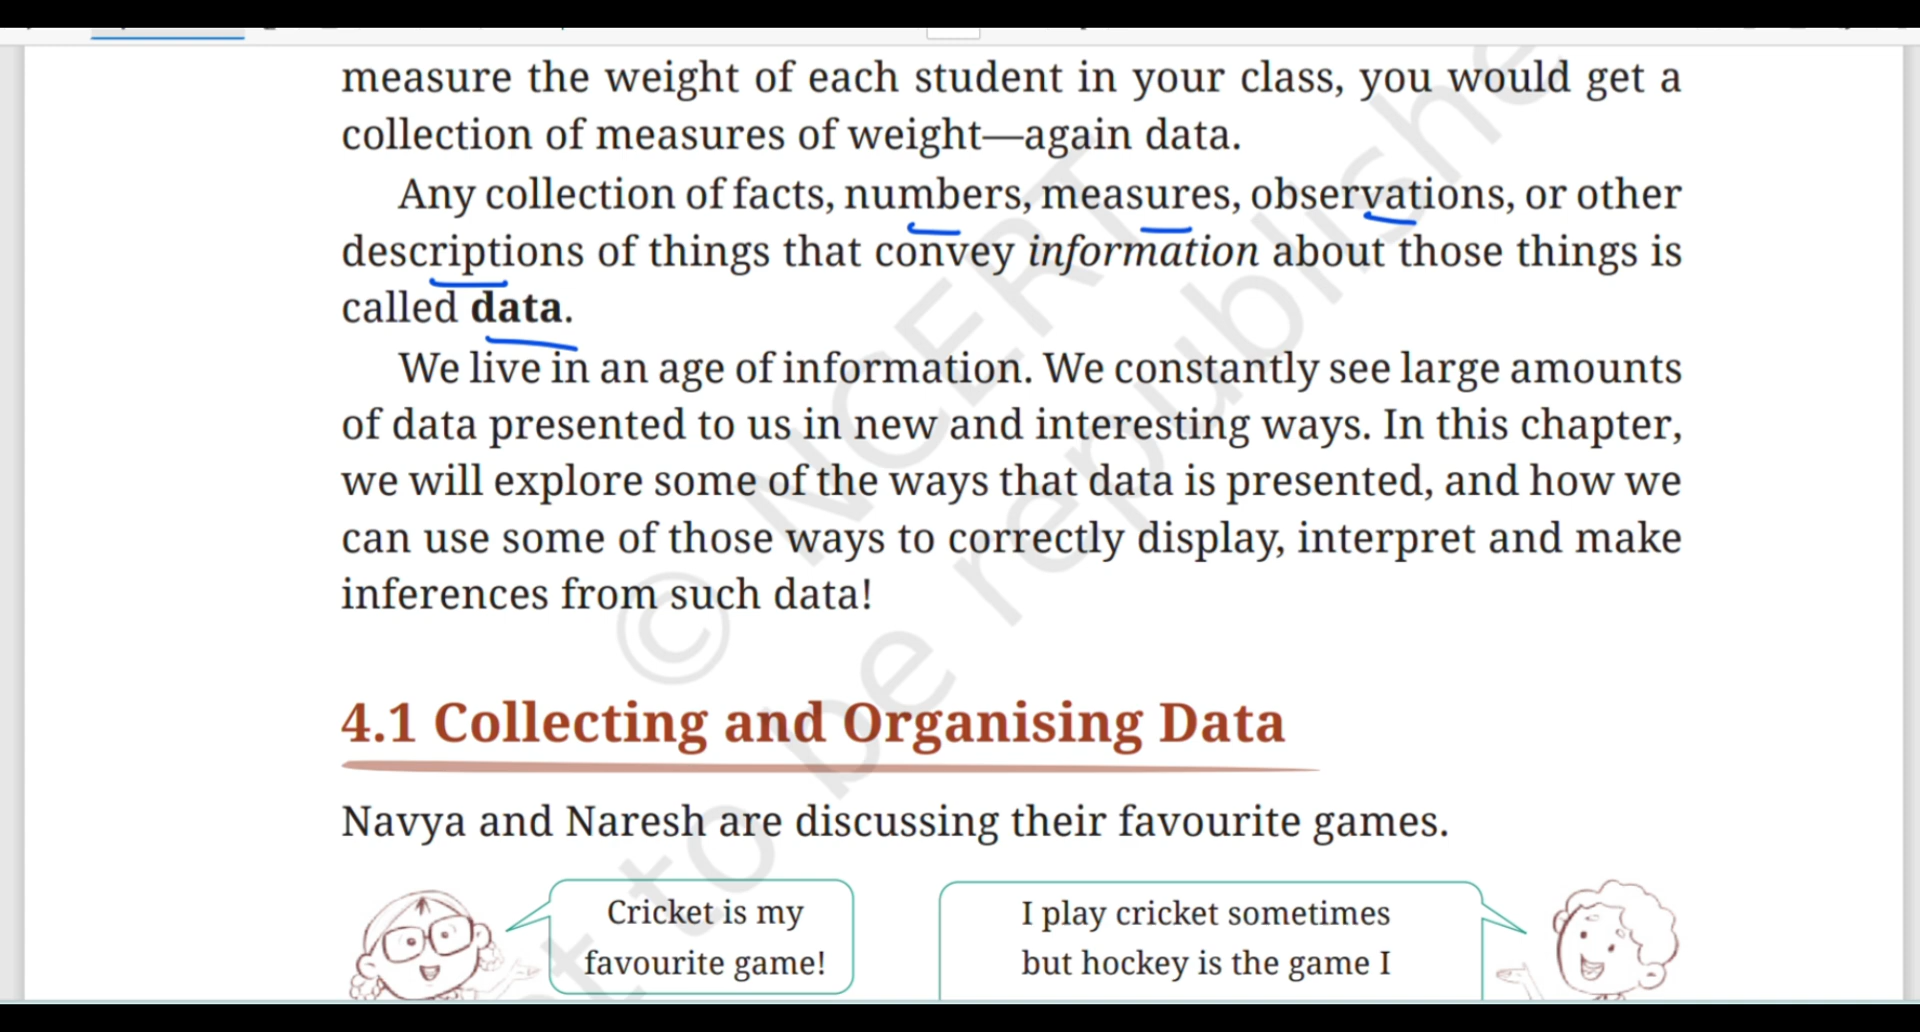 measure the weight of each student in your class, you would get a
collection of measures of weight—again data.
Any collection of facts, numbers, measures, observations, or other
descriptions of things that convey information about those things is
called data.
We live in an age of information. We constantly see large amounts
of data presented to us in new and interesting ways. In this chapter,
we will explore some of the ways that data is presented, and how we
can use some of those ways to correctly display, interpret and make
inferences from such data!
4.1 Collecting and Organising Data
Navya and Naresh are discussing their favourite games.
Cricket is my
favourite game!
I play cricket sometimes
but hockey is the game I
© NCERT
to be republishe